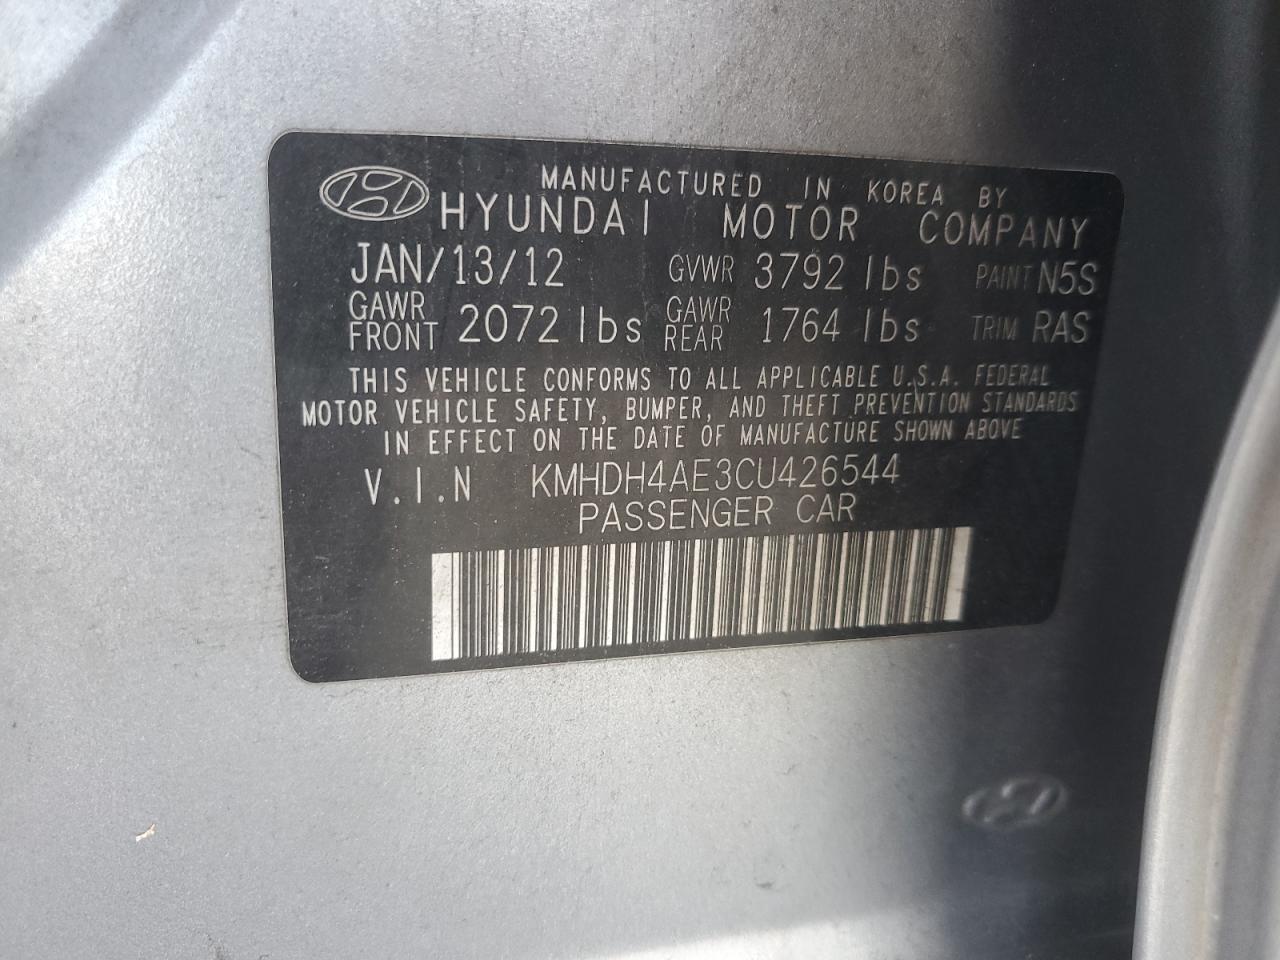 MANUFACTURED IN KOREA BY
HYUNDAI MOTOR COMPANY
JAN/13/12 GVWR 3792 lbs PAINT N5S
GAWR FRONT 2072 lbs GAWR REAR 1764 lbs TRIM RAS
THIS VEHICLE CONFORMS TO ALL APPLICABLE U.S.A. FEDERAL
MOTOR VEHICLE SAFETY, BUMPER, AND THEFT PREVENTION STANDARDS
IN EFFECT ON THE DATE OF MANUFACTURE SHOWN ABOVE
V.I.N KMHDH4AE3CU426544
PASSENGER CAR